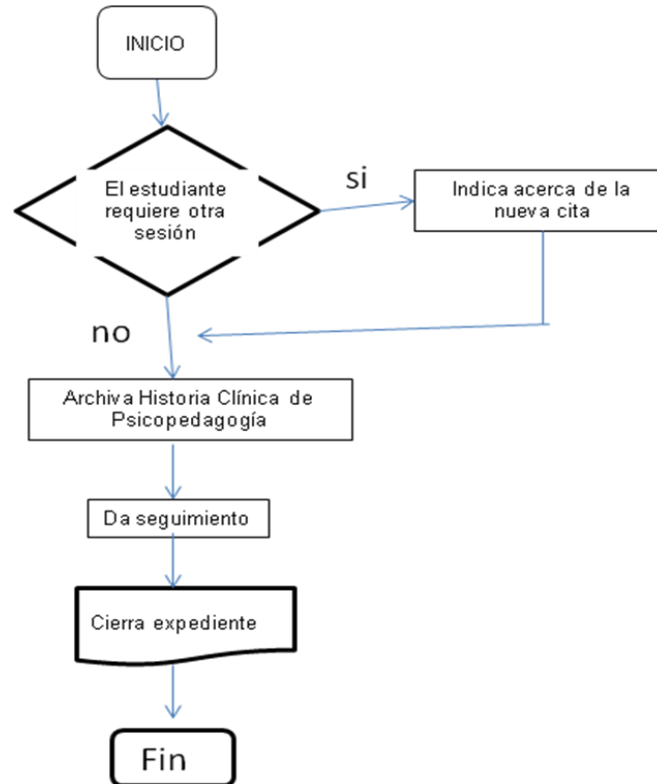 INICIO
El estudiante
requiere otra
sesión
si
Indica acerca de la
nueva cita
no
Archiva Historia Clínica de
Psicopedagogía
Da seguimiento
Cierra expediente
Fin